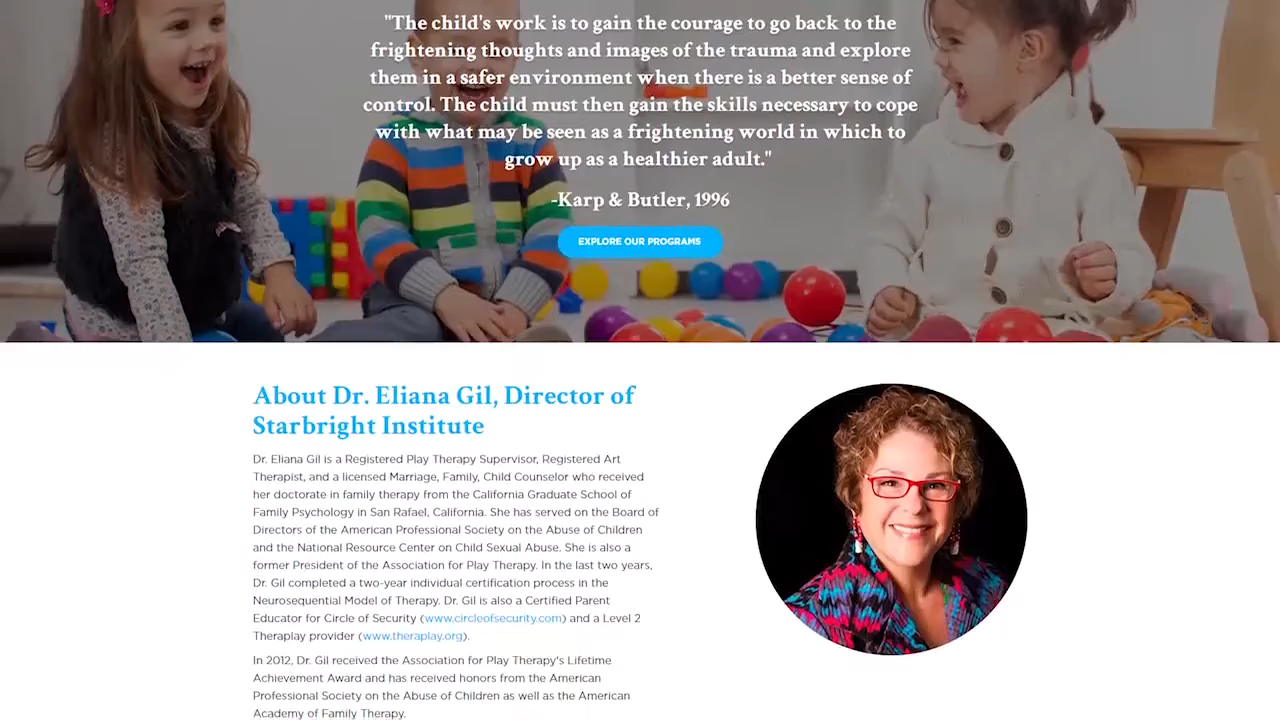 "The child's work is to gain the courage to go back to the
frightening thoughts and images of the trauma and explore
them in a safer environment when there is a better sense of
control. The child must then gain the skills necessary to cope
with what may be seen as a frightening world in which to
grow up as a healthier adult."
-Karp & Butler, 1996
EXPLORE OUR PROGRAMS
About Dr. Eliana Gil, Director of
Starbright Institute
Dr. Eliana Gil is a Registered Play Therapy Supervisor, Registered Art
Therapist, and a licensed Marriage, Family, Child Counselor who received
her doctorate in family therapy from the California Graduate School of
Family Psychology in San Rafael, California. She has served on the Board of
Directors of the American Professional Society on the Abuse of Children
and the National Resource Center on Child Sexual Abuse. She is also a
former President of the Association for Play Therapy. In the last two years,
Dr. Gil completed a two-year individual certification process in the
Neurosequential Model of Therapy. Dr. Gil is also a Certified Parent
Educator for Circle of Security (www.circleofsecurity.com) and a Level 2
Theraplay provider (www.theraplay.org).
In 2012, Dr. Gil received the Association for Play Therapy's Lifetime
Achievement Award and has received honors from the American
Professional Society on the Abuse of Children as well as the American
Academy of Family Therapy.